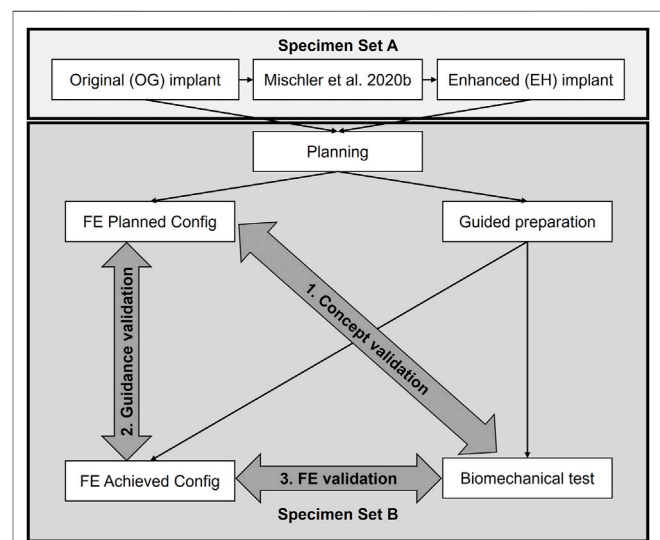 Specimen Set A
Original (OG) implant
Mischler et al. 2020b
Enhanced (EH) implant
Planning
FE Planned Config
Guided preparation
1. Concept validation
2. Guidance validation
FE Achieved Config
3. FE validation
Biomechanical test
Specimen Set B